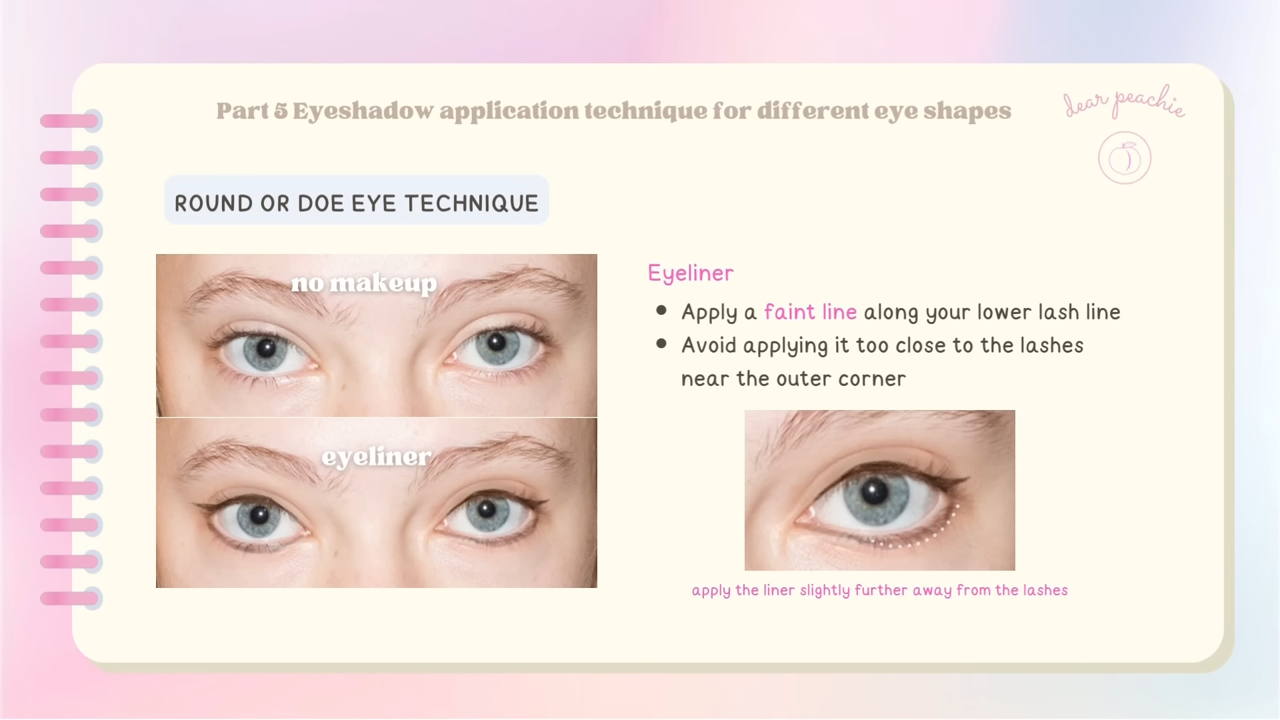 Part 5 Eyeshadow application technique for different eye shapes
dear peachie
ROUND OR DOE EYE TECHNIQUE
no makeup
eyeliner
Eyeliner
• Apply a faint line along your lower lash line
• Avoid applying it too close to the lashes
near the outer corner
apply the liner slightly further away from the lashes